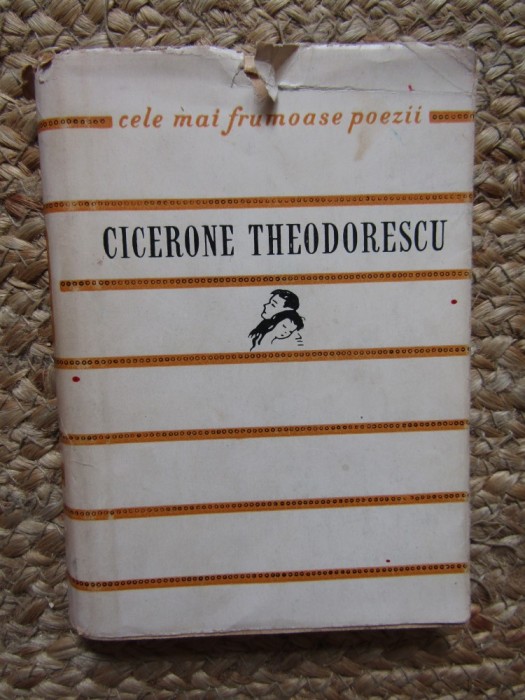 cele mai frumoase poezii
CICERONE THEODORESCU